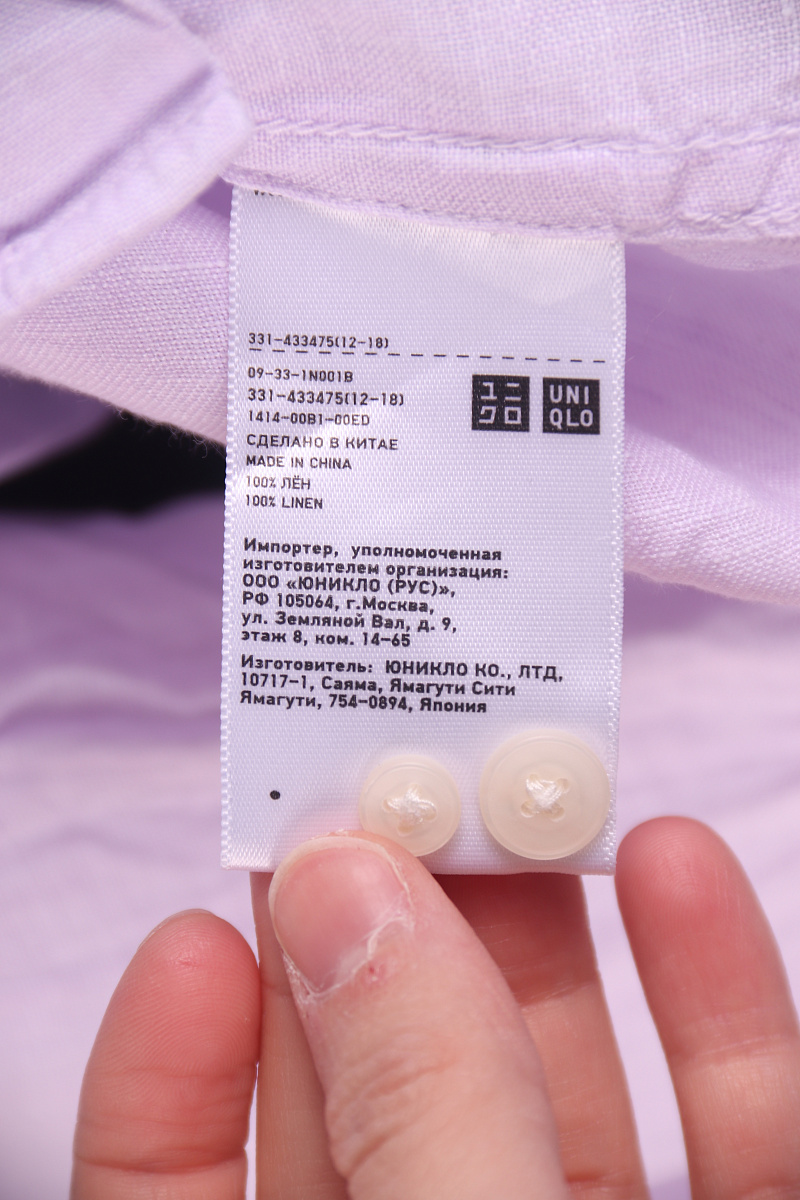 331-433475(12-18)
09-33-1N001B
331-433475(12-18)
1414-00B1-00ED
СДЕЛАНО В КИТАЕ
MADE IN CHINA
100% ЛЁН
100% LINEN
ユニ
クロ
UNI
QLO
Импортер, уполномоченная
изготовителем организация:
ООО «ЮНИКЛО (РУС)»,
РФ 105064, г.Москва,
ул. Земляной Вал, д. 9,
этаж 8, ком. 14-65
Изготовитель: ЮНИКЛО КО., ЛТД,
10717-1, Саяма, Ямагути Сити
Ямагути, 754-0894, Япония